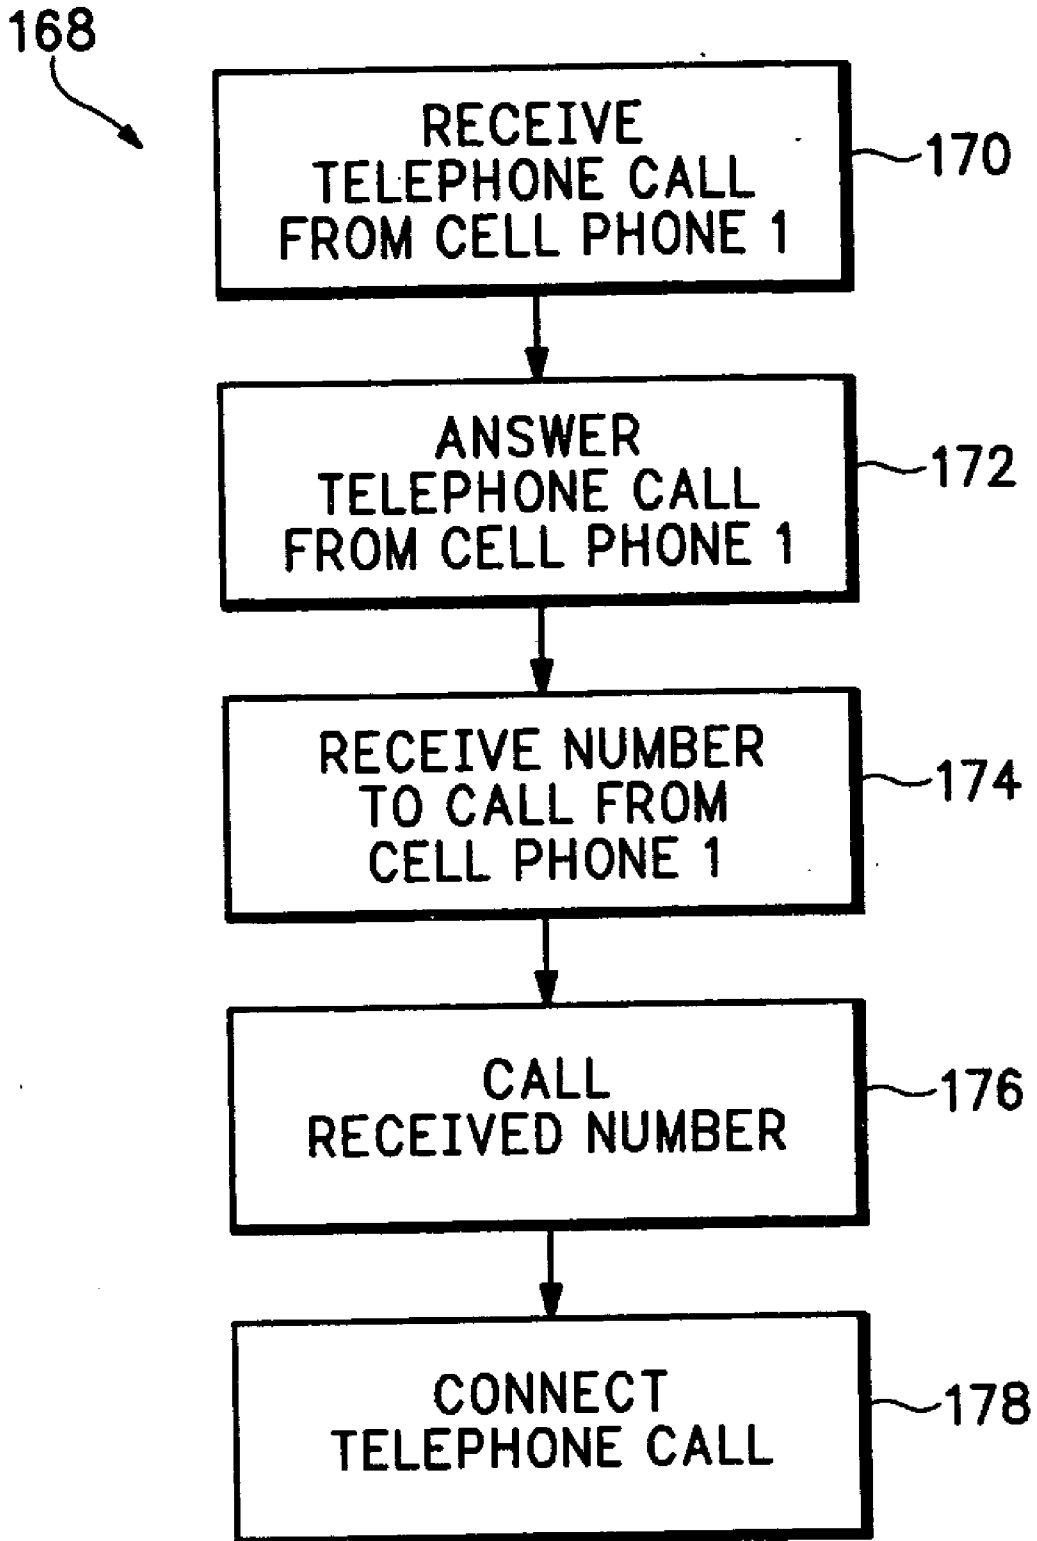 168
RECEIVE
TELEPHONE CALL
FROM CELL PHONE 1
170
ANSWER
TELEPHONE CALL
FROM CELL PHONE 1
172
RECEIVE NUMBER
TO CALL FROM
CELL PHONE 1
174
CALL
RECEIVED NUMBER
176
CONNECT
TELEPHONE CALL
178